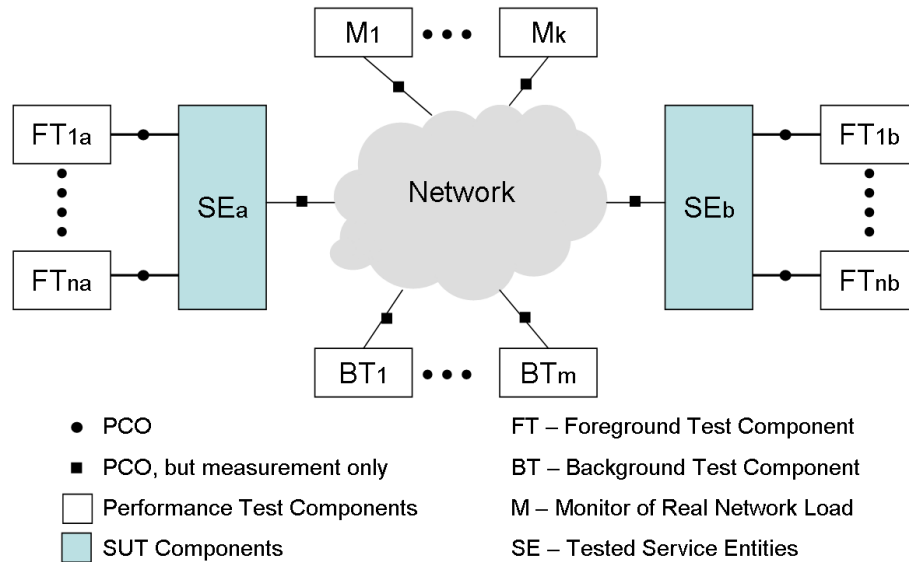 M1 Mk
FT1a FT1b
SEa Network SEb
FTna FTnb
BT1 BTm
PCO FT – Foreground Test Component
PCO, but measurement only BT – Background Test Component
Performance Test Components M – Monitor of Real Network Load
SUT Components SE – Tested Service Entities